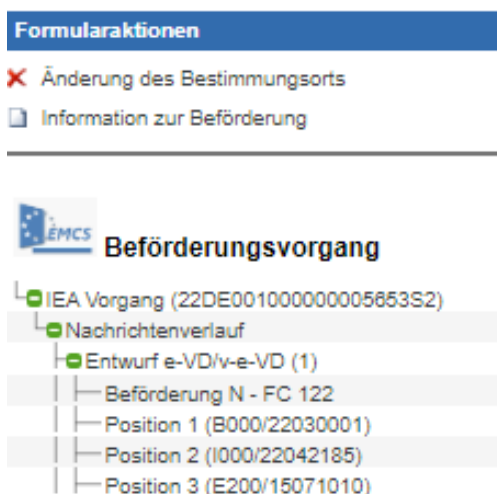 Formularaktionen
Änderung des Bestimmungsorts
Information zur Beförderung
EMCS
Beförderungsvorgang
IEA Vorgang (22DE001000000005653S2)
Nachrichtenverlauf
Entwurf e-VD/v-e-VD (1)
Beförderung N - FC 122
Position 1 (B000/22030001)
Position 2 (I000/22042185)
Position 3 (E200/15071010)